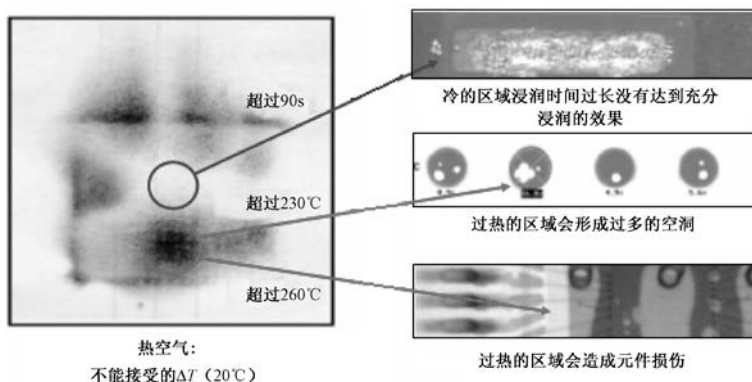 超过90s
超过230℃
超过260℃
热空气：
不能接受的ΔT（20℃）
冷的区域浸润时间过长没有达到充分
浸润的效果
过热的区域会形成过多的空洞
过热的区域会造成元件损伤